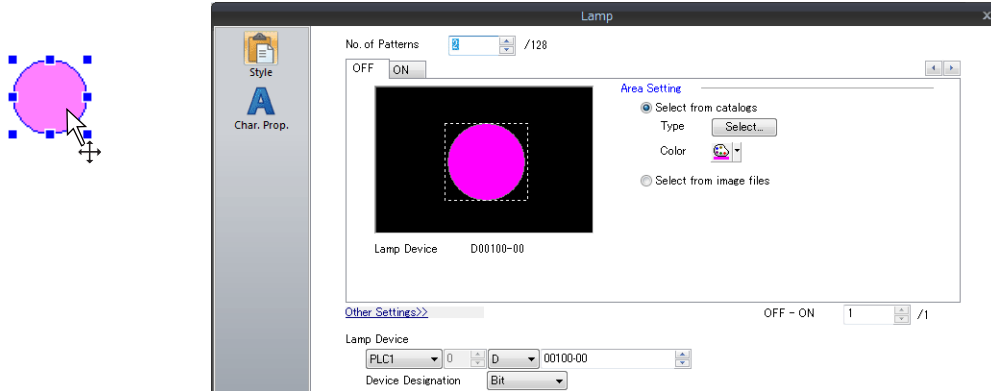 Lamp
Style
A
Char. Prop.
No. of Patterns 2 /128
OFF ON
Area Setting
Select from catalogs
Type Select...
Color
Select from image files
Lamp Device D00100-00
Other Settings>>
OFF - ON 1 /1
Lamp Device
PLC1 0 D 00100-00
Device Designation Bit